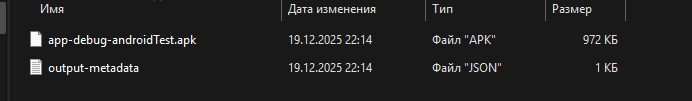 Имя Дата изменения Тип Размер
app-debug-androidTest.apk 19.12.2025 22:14 Файл "APK" 972 КБ
output-metadata 19.12.2025 22:14 Файл "JSON" 1 КБ